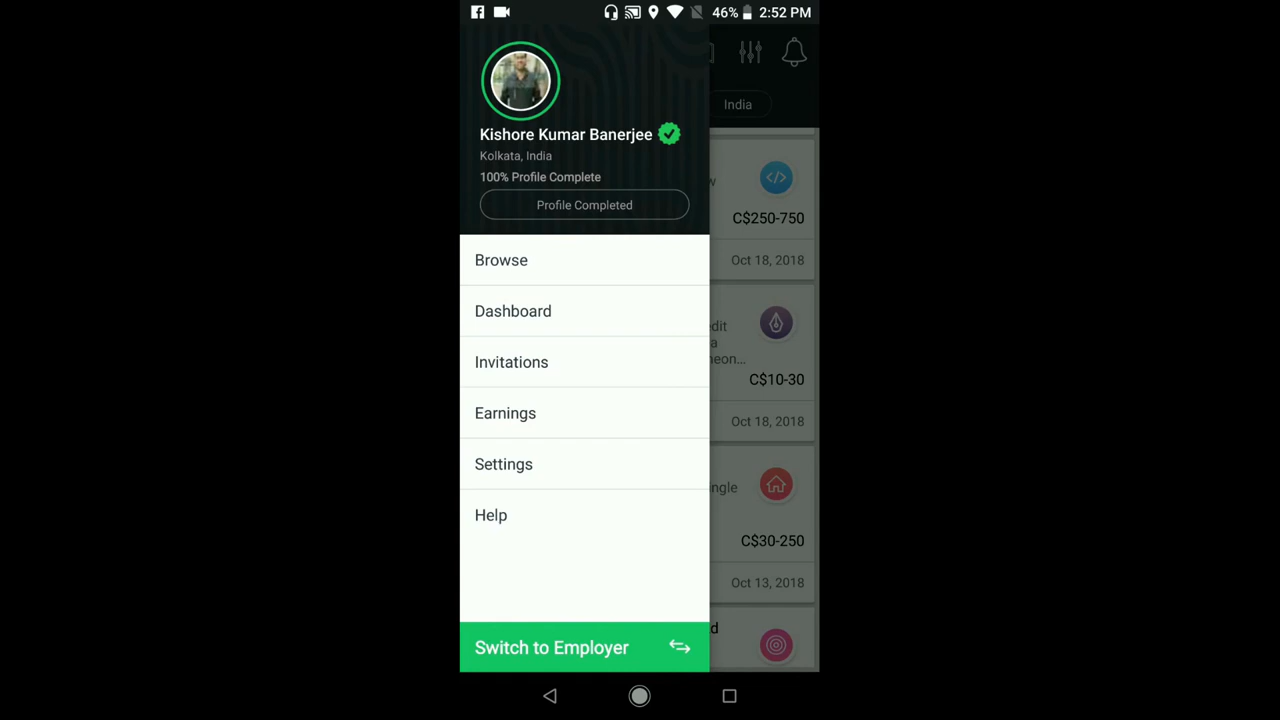 46% 2:52 PM
India
Kishore Kumar Banerjee
Kolkata, India
100% Profile Complete
Profile Completed
Browse
Dashboard
Invitations
Earnings
Settings
Help
Switch to Employer
C$250-750
Oct 18, 2018
edit
a
C$10-30
Oct 18, 2018
C$30-250
Oct 13, 2018